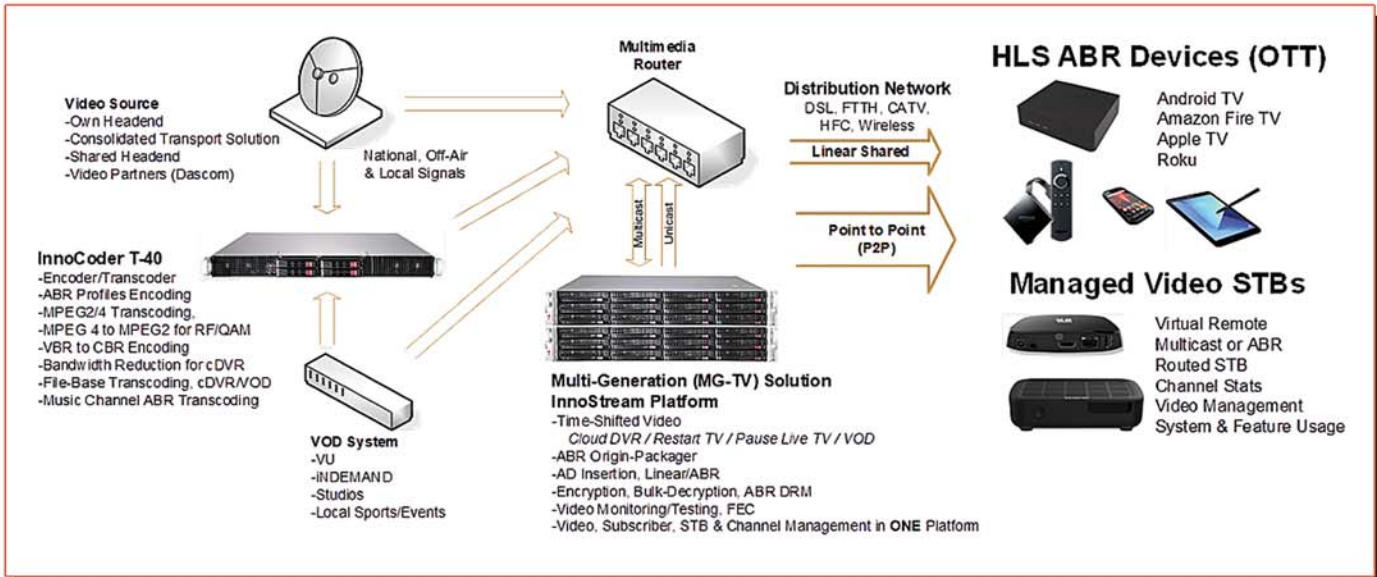 Video Source
-Own Headend
-Consolidated Transport Solution
-Shared Headend
-Video Partners (Dascom)
National, Off-Air
& Local Signals
InnoCoder T-40
-Encoder/Transcoder
-ABR Profiles Encoding
-MPEG2/4 Transcoding,
-MPEG 4 to MPEG2 for RF/QAM
-VBR to CBR Encoding
-Bandwidth Reduction for cDVR
-File-Base Transcoding, cDVR/VOD
-Music Channel ABR Transcoding
VOD System
-VU
-iNDEMAND
-Studios
-Local Sports/Events
Multimedia
Router
Multicast
Unicast
Multi-Generation (MG-TV) Solution
InnoStream Platform
-Time-Shifted Video
Cloud DVR / Restart TV / Pause Live TV / VOD
-ABR Origin-Packager
-AD Insertion, Linear/ABR
-Encryption, Bulk-Decryption, ABR DRM
-Video Monitoring/Testing, FEC
-Video, Subscriber, STB & Channel Management in ONE Platform
Distribution Network
DSL, FTTH, CATV,
HFC, Wireless
Linear Shared
Point to Point
(P2P)
HLS ABR Devices (OTT)
Android TV
Amazon Fire TV
Apple TV
Roku
Managed Video STBs
Virtual Remote
Multicast or ABR
Routed STB
Channel Stats
Video Management
System & Feature Usage